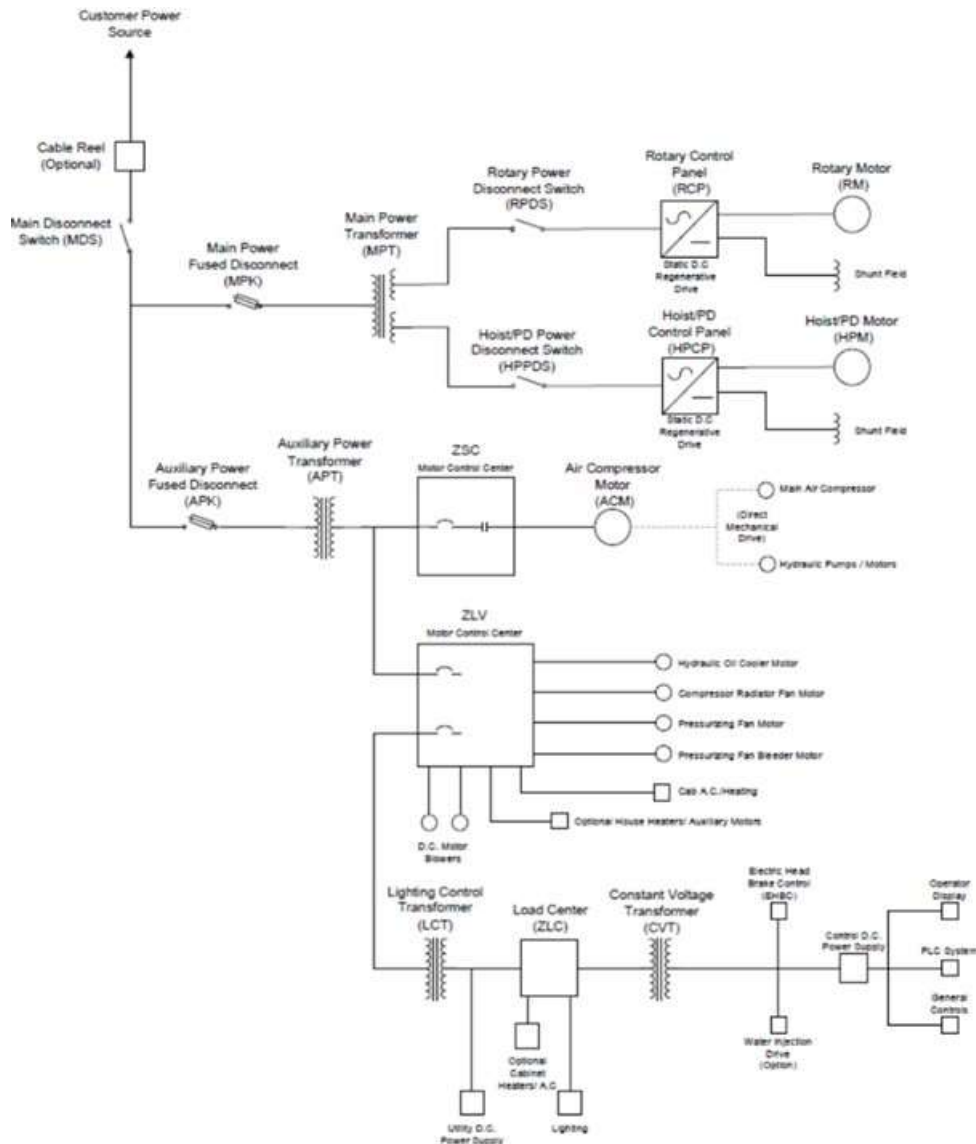 Customer Power
Source
Cable Reel
(Optional)
Main Disconnect
Switch (MDS)
Main Power
Fused Disconnect
(MPK)
Main Power
Transformer
(MPT)
Rotary Power
Disconnect Switch
(RPDS)
Rotary Control
Panel
(RCP)
Static D.C.
Regenerative
Drive
Rotary Motor
(RM)
Shunt Field
Hoist/PD Power
Disconnect Switch
(HPPDS)
Hoist/PD
Control Panel
(HPCP)
Static D.C.
Regenerative
Drive
Hoist/PD Motor
(HPM)
Shunt Field
Auxiliary Power
Fused Disconnect
(APK)
Auxiliary Power
Transformer
(APT)
ZSC
Motor Control Center
Air Compressor
Motor
(ACM)
(Direct
Mechanical
Drive)
Main Air Compressor
Hydraulic Pumps / Motors
ZLV
Motor Control Center
Hydraulic Oil Cooler Motor
Compressor Radiator Fan Motor
Pressurizing Fan Motor
Pressurizing Fan Bleeder Motor
Cab A.C./Heating
Optional House Heaters/ Auxiliary Motors
D.C. Motor
Blowers
Lighting Control
Transformer
(LCT)
Load Center
(ZLC)
Constant Voltage
Transformer
(CVT)
Electric Head
Brake Control
(EHBC)
Control D.C.
Power Supply
Operator
Display
PLC System
General
Controls
Water Injection
Drive
(Option)
Optional
Cabinet
Heaters/ A.C
Utility D.C.
Power Supply
Lighting